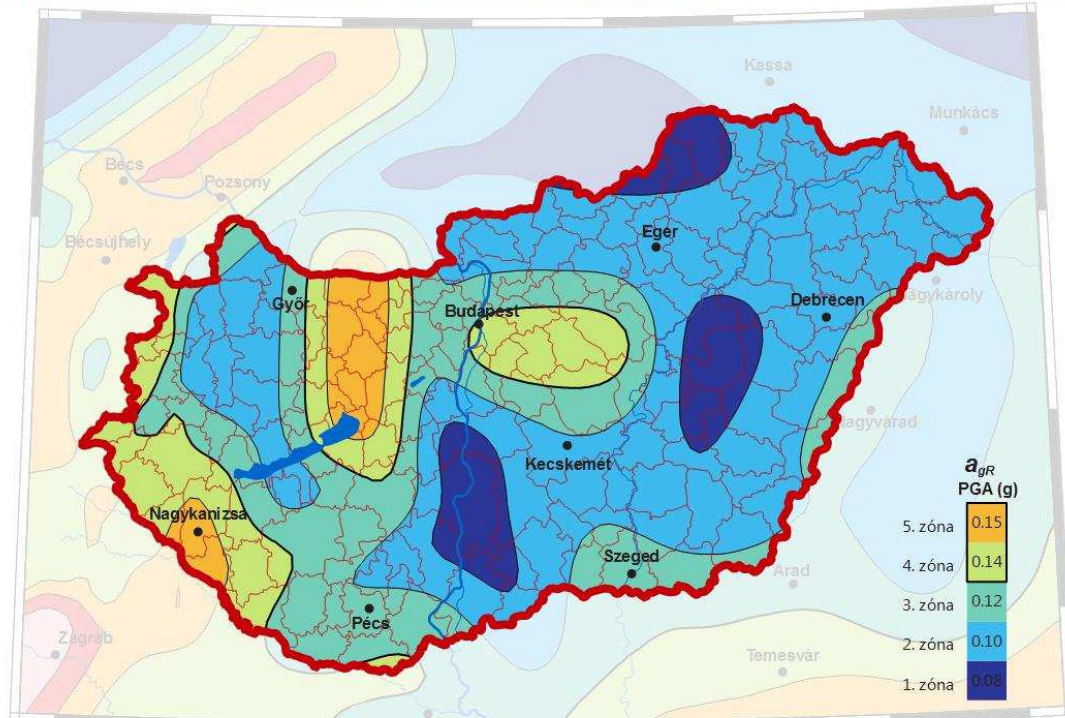 Kassa
Munkács
Bécs
Pozsony
Bécsújhely
Eger
Győr
Budapest
Debrecen
Nagykároly
Nagyvárad
Kecskemét
Nagykanizsa
Szeged
Arad
Pécs
Zágráb
Temesvár
agR
PGA (g)
5. zóna 0.15
4. zóna 0.14
3. zóna 0.12
2. zóna 0.10
1. zóna 0.08